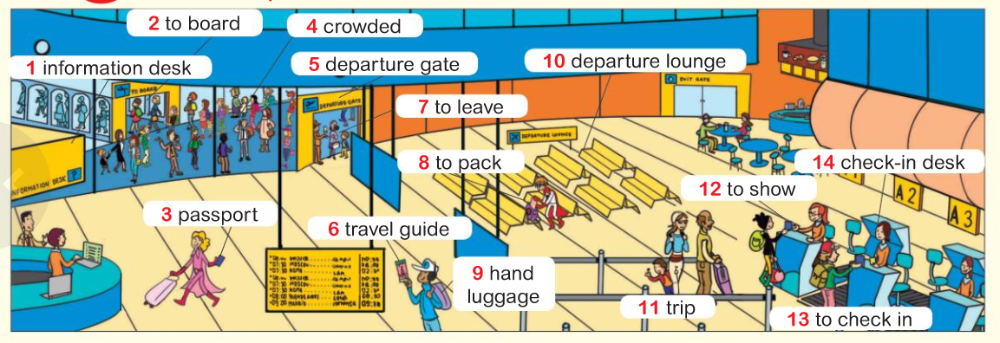 2 to board
4 crowded
1 information desk
5 departure gate
10 departure lounge
TO BOARD
EXIT GATE
DEPARTURE GATE
7 to leave
DEPARTURE LOUNGE
8 to pack
14 check-in desk
INFORMATION DESK ?
12 to show
A 2
A 3
3 passport
6 travel guide
9 hand
luggage
11 trip
13 to check in